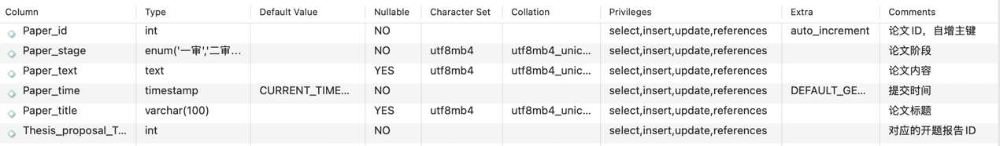 Column Type Default Value Nullable Character Set Collation Privileges Extra Comments
Paper_id int NO select,insert,update,references auto_increment 论文ID，自增主键
Paper_stage enum('一审','二审... NO utf8mb4 utf8mb4_unic... select,insert,update,references 论文阶段
Paper_text text YES utf8mb4 utf8mb4_unic... select,insert,update,references 论文内容
Paper_time timestamp CURRENT_TIME... NO select,insert,update,references DEFAULT_GE... 提交时间
Paper_title varchar(100) YES utf8mb4 utf8mb4_unic... select,insert,update,references 论文标题
Thesis_proposal_T... int NO select,insert,update,references 对应的开题报告ID